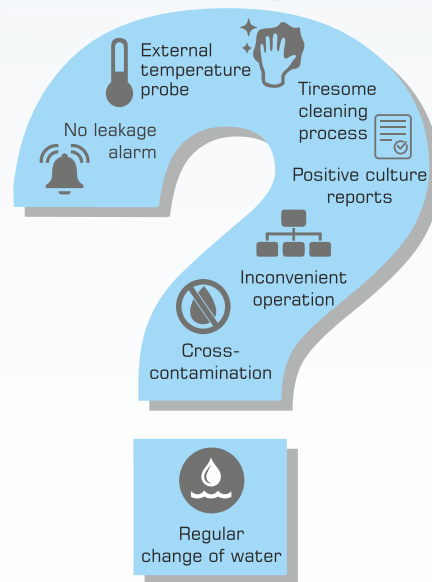 External
temperature
probe
Tiresome
cleaning
process
No leakage
alarm
Positive culture
reports
Inconvenient
operation
Cross-
contamination
Regular
change of water